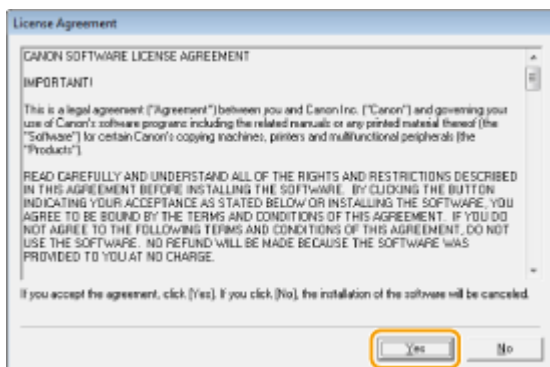 License Agreement
CANON SOFTWARE LICENSE AGREEMENT
IMPORTANT!
This is a legal agreement ("Agreement") between you and Canon Inc. ("Canon") and governing your
use of Canon's software programs including the related manuals or any printed material thereof (the
"Software") for certain Canon's copying machines, printers and multifunctional peripherals (the
"Products").
READ CAREFULLY AND UNDERSTAND ALL OF THE RIGHTS AND RESTRICTIONS DESCRIBED
IN THIS AGREEMENT BEFORE INSTALLING THE SOFTWARE. BY CLICKING THE BUTTON
INDICATING YOUR ACCEPTANCE AS STATED BELOW OR INSTALLING THE SOFTWARE, YOU
AGREE TO BE BOUND BY THE TERMS AND CONDITIONS OF THIS AGREEMENT. IF YOU DO
NOT AGREE TO THE FOLLOWING TERMS AND CONDITIONS OF THIS AGREEMENT, DO NOT
USE THE SOFTWARE. NO REFUND WILL BE MADE BECAUSE THE SOFTWARE WAS
PROVIDED TO YOU AT NO CHARGE.
If you accept the agreement, click [Yes]. If you click [No], the installation of the software will be canceled.
Yes
No